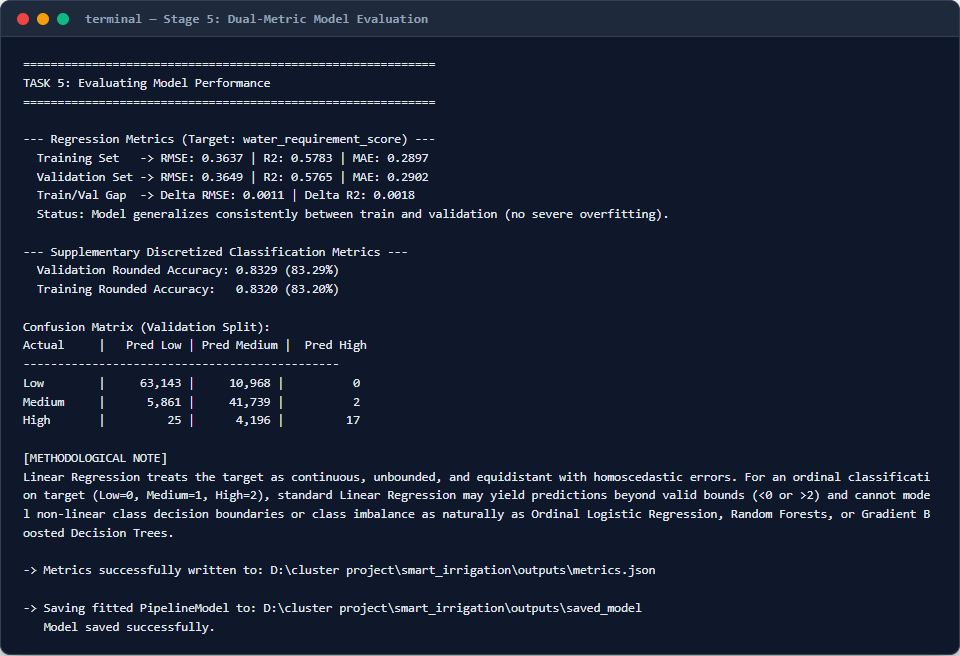 terminal — Stage 5: Dual-Metric Model Evaluation
============================================================
TASK 5: Evaluating Model Performance
============================================================
--- Regression Metrics (Target: water_requirement_score) ---
Training Set   -> RMSE: 0.3637 | R2: 0.5783 | MAE: 0.2897
Validation Set -> RMSE: 0.3649 | R2: 0.5765 | MAE: 0.2902
Train/Val Gap  -> Delta RMSE: 0.0011 | Delta R2: 0.0018
Status: Model generalizes consistently between train and validation (no severe overfitting).
--- Supplementary Discretized Classification Metrics ---
Validation Rounded Accuracy: 0.8329 (83.29%)
Training Rounded Accuracy:   0.8320 (83.20%)
Confusion Matrix (Validation Split):
Actual     |   Pred Low | Pred Medium |  Pred High
----------------------------------------------
Low        |     63,143 |      10,968 |          0
Medium     |      5,861 |      41,739 |          2
High       |         25 |       4,196 |         17
[METHODOLOGICAL NOTE]
Linear Regression treats the target as continuous, unbounded, and equidistant with homoscedastic errors. For an ordinal classificati
on target (Low=0, Medium=1, High=2), standard Linear Regression may yield predictions beyond valid bounds (<0 or >2) and cannot mode
l non-linear class decision boundaries or class imbalance as naturally as Ordinal Logistic Regression, Random Forests, or Gradient B
oosted Decision Trees.
-> Metrics successfully written to: D:\cluster project\smart_irrigation\outputs\metrics.json
-> Saving fitted PipelineModel to: D:\cluster project\smart_irrigation\outputs\saved_model
Model saved successfully.